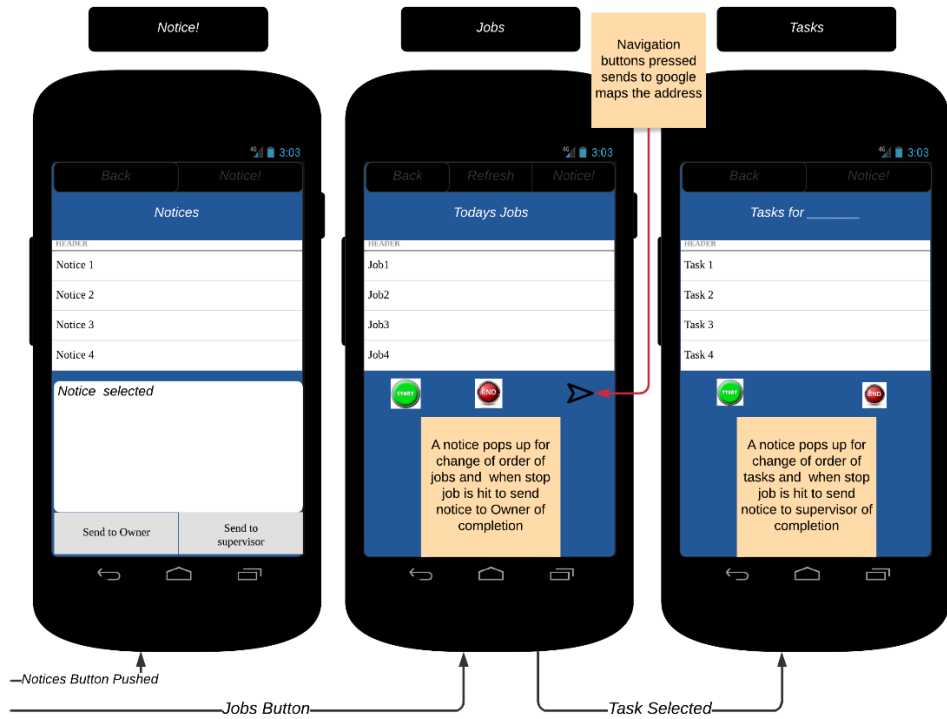 Notice!
Jobs
Tasks
Navigation
buttons pressed
sends to google
maps the address
4G 3:03
Back Notice!
Notices
HEADER
Notice 1
Notice 2
Notice 3
Notice 4
Notice selected
Send to Owner
Send to
supervisor
4G 3:03
Back Refresh Notice!
Todays Jobs
HEADER
Job1
Job2
Job3
Job4
START
END
A notice pops up for
change of order of
jobs and when stop
job is hit to send
notice to Owner of
completion
4G 3:03
Back Notice!
Tasks for _______
HEADER
Task 1
Task 2
Task 3
Task 4
START
END
A notice pops up for
change of order of
tasks and when stop
job is hit to send
notice to supervisor of
completion
Notices Button Pushed
Jobs Button
Task Selected